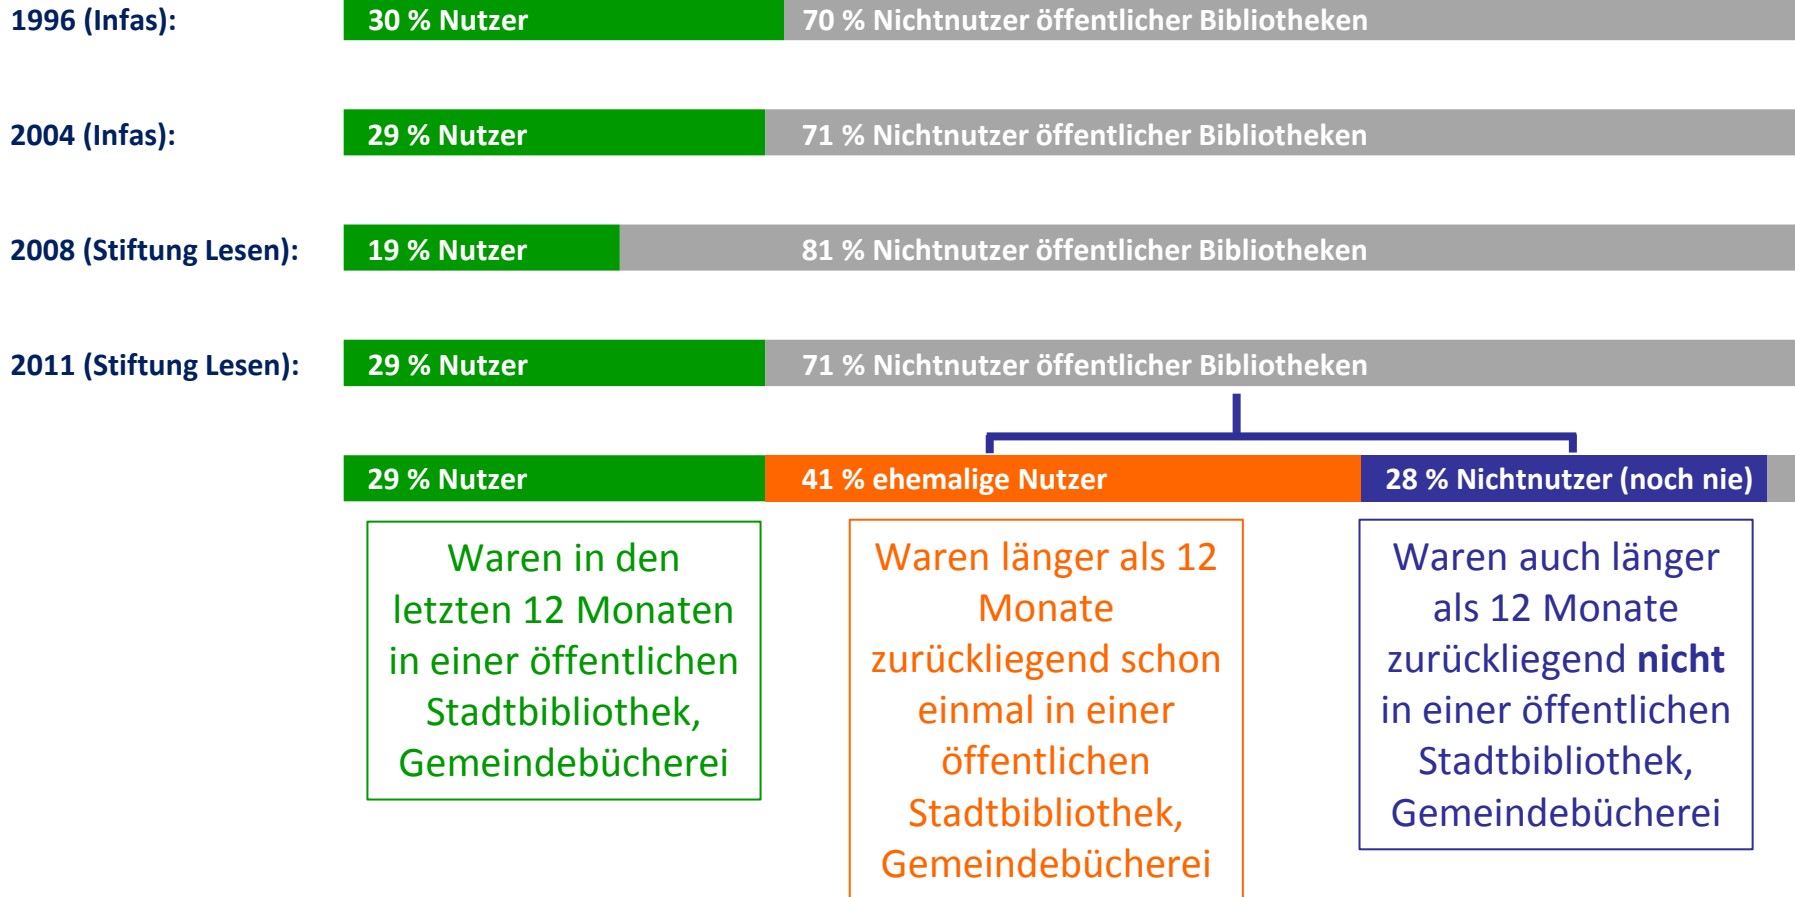 1996 (Infas):
30 % Nutzer
70 % Nichtnutzer öffentlicher Bibliotheken
2004 (Infas):
29 % Nutzer
71 % Nichtnutzer öffentlicher Bibliotheken
2008 (Stiftung Lesen):
19 % Nutzer
81 % Nichtnutzer öffentlicher Bibliotheken
2011 (Stiftung Lesen):
29 % Nutzer
71 % Nichtnutzer öffentlicher Bibliotheken
29 % Nutzer
41 % ehemalige Nutzer
28 % Nichtnutzer (noch nie)
Waren in den
letzten 12 Monaten
in einer öffentlichen
Stadtbibliothek,
Gemeindebücherei
Waren länger als 12
Monate
zurückliegend schon
einmal in einer
öffentlichen
Stadtbibliothek,
Gemeindebücherei
Waren auch länger
als 12 Monate
zurückliegend nicht
in einer öffentlichen
Stadtbibliothek,
Gemeindebücherei